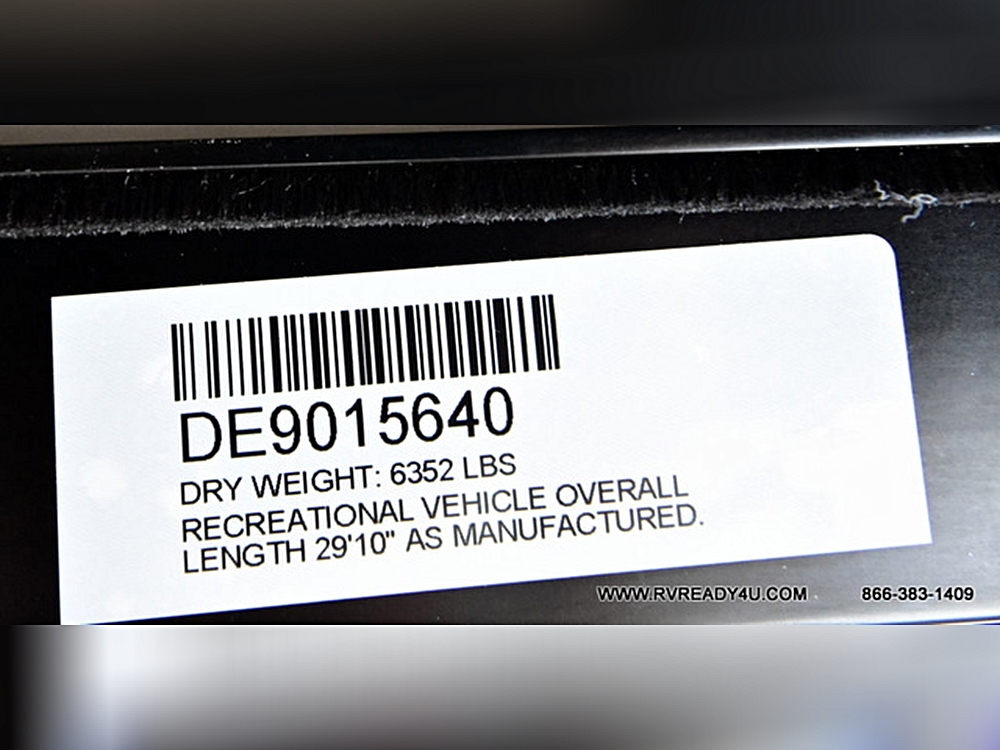 DE9015640
DRY WEIGHT: 6352 LBS
RECREATIONAL VEHICLE OVERALL
LENGTH 29'10" AS MANUFACTURED.
WWW.RVREADY4U.COM 866-383-1409